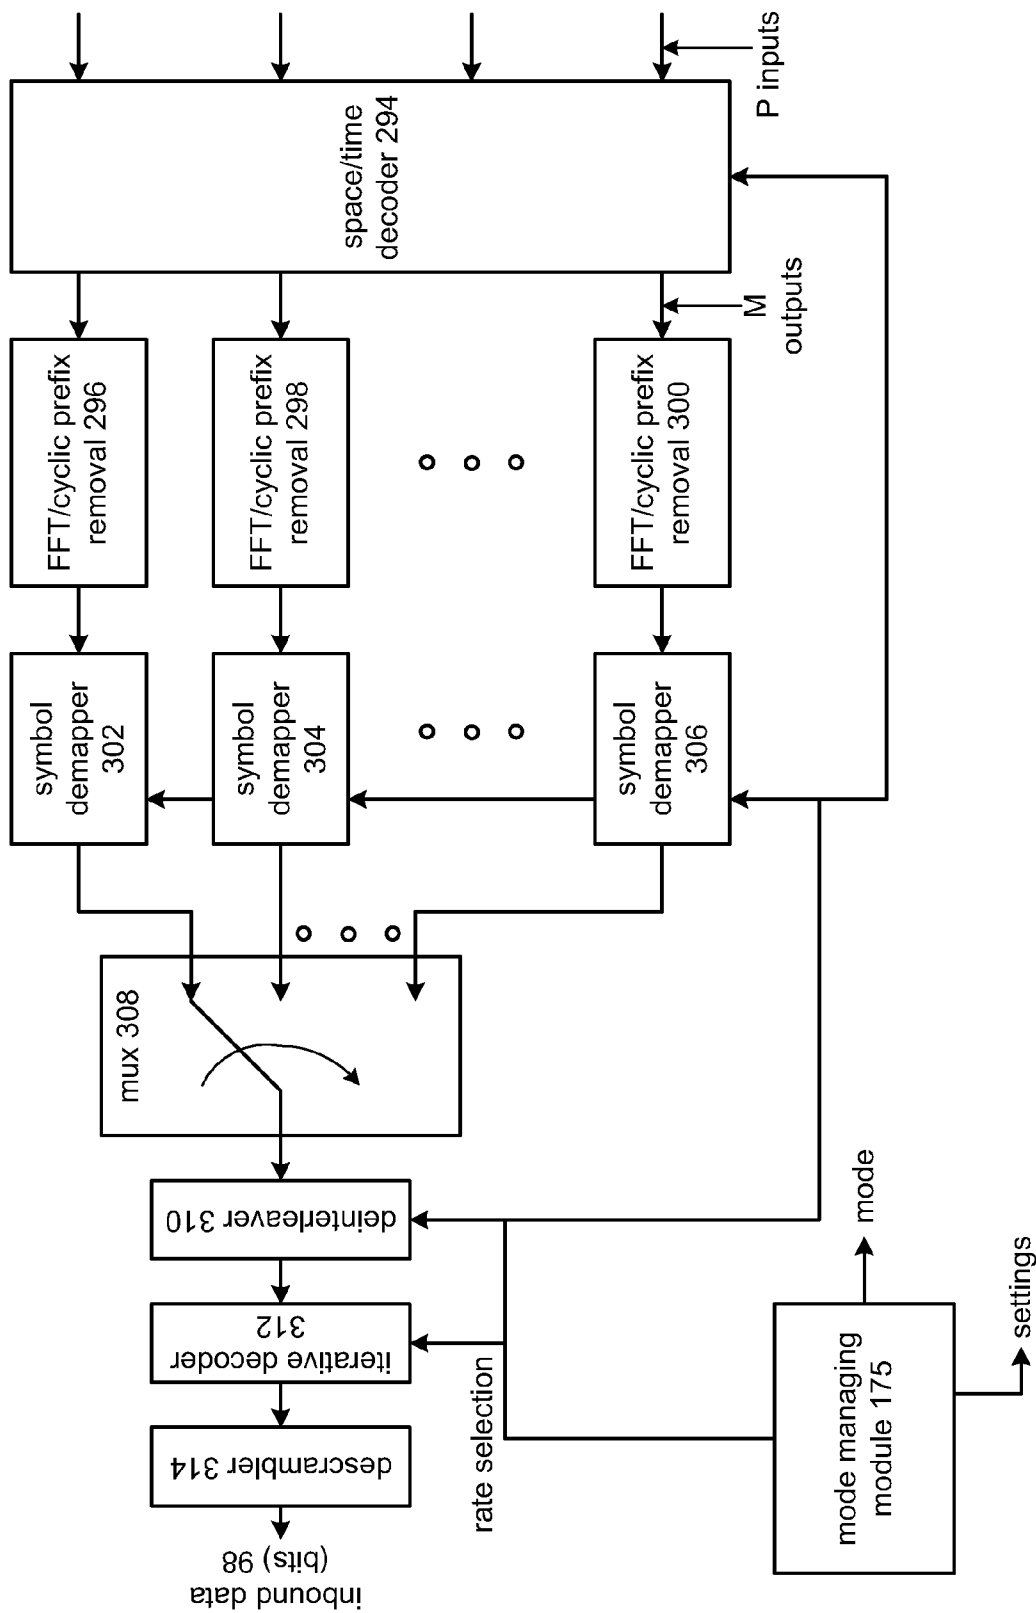 P inputs
space/time
decoder 294
M
outputs
FFT/cyclic prefix
removal 296
FFT/cyclic prefix
removal 298
FFT/cyclic prefix
removal 300
symbol
demapper
302
symbol
demapper
304
symbol
demapper
306
mux 308
deinterleaver 310
iterative decoder
312
descrambler 314
inbound data
(bits) 98
rate selection
mode managing
module 175
mode
settings